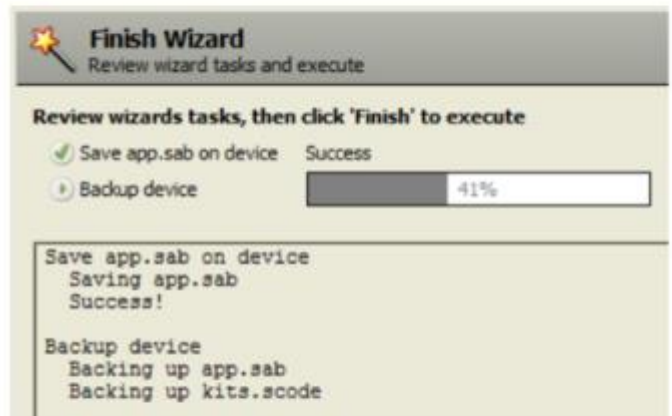 Finish Wizard
Review wizard tasks and execute
Review wizards tasks, then click 'Finish' to execute
Save app.sab on device Success
Backup device 41%
Save app.sab on device
Saving app.sab
Success!
Backup device
Backing up app.sab
Backing up kits.scode